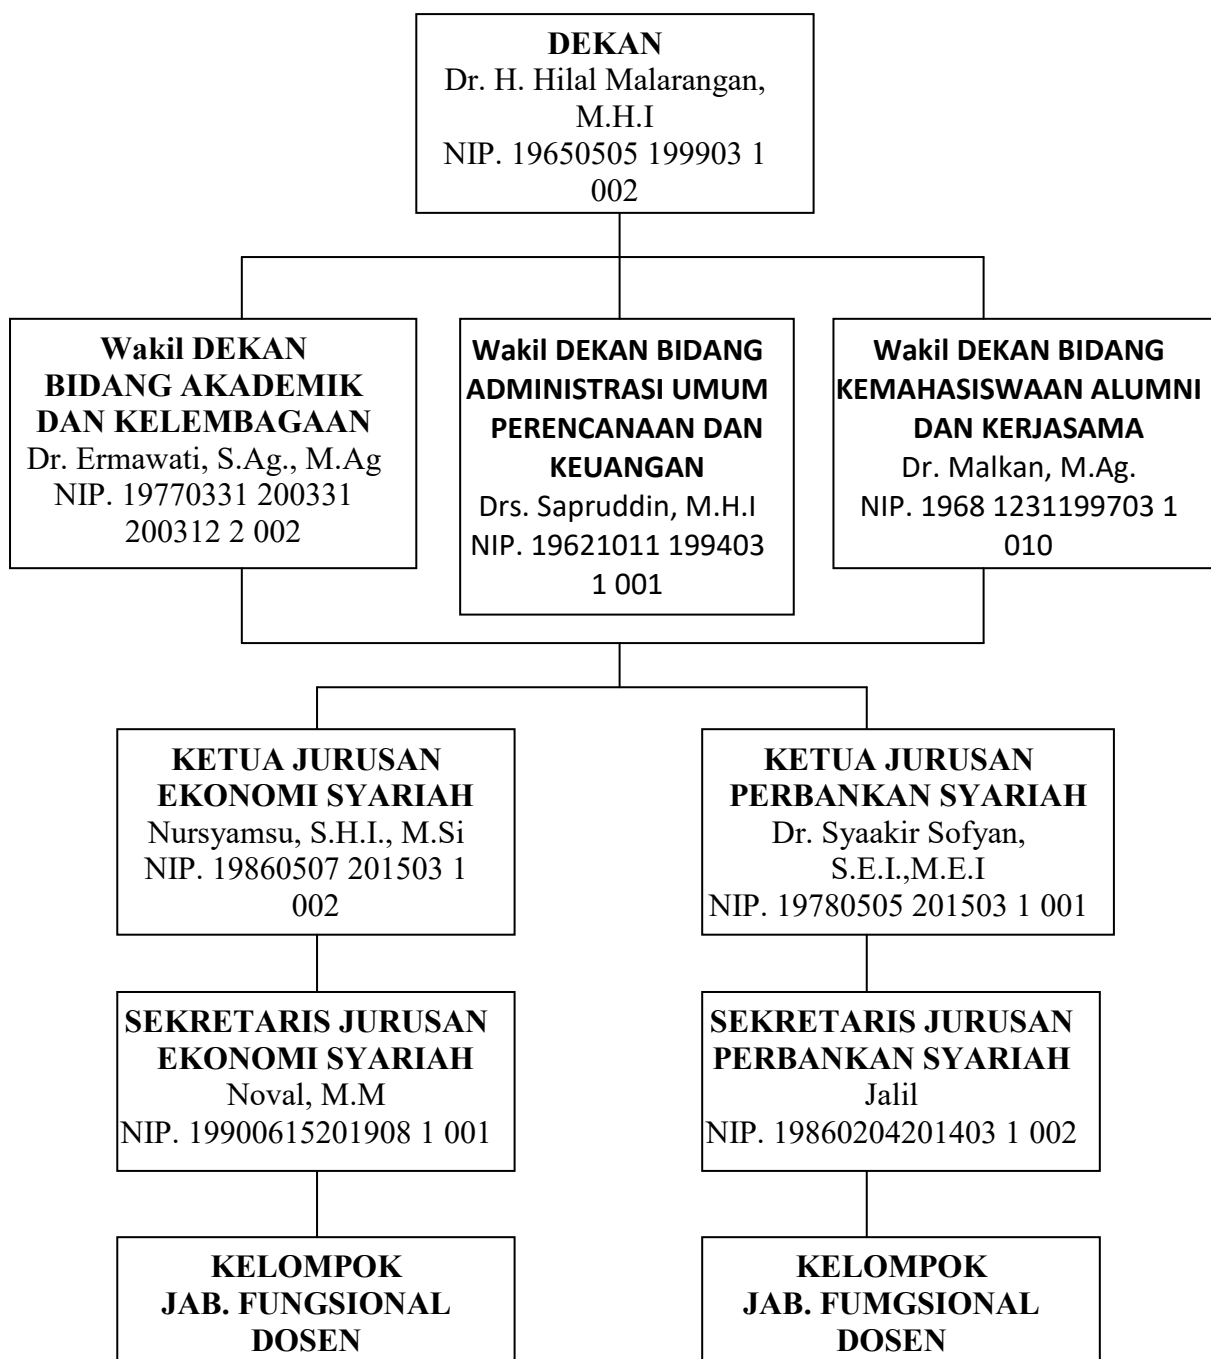 DEKAN
Dr. H. Hilal Malarangan,
M.H.I
NIP. 19650505 199903 1
002
Wakil DEKAN
BIDANG AKADEMIK
DAN KELEMBAGAAN
Dr. Ermawati, S.Ag., M.Ag
NIP. 19770331 200331
200312 2 002
Wakil DEKAN BIDANG
ADMINISTRASI UMUM
PERENCANAAN DAN
KEUANGAN
Drs. Sapruddin, M.H.I
NIP. 19621011 199403
1 001
Wakil DEKAN BIDANG
KEMAHASISWAAN ALUMNI
DAN KERJASAMA
Dr. Malkan, M.Ag.
NIP. 1968 1231199703 1
010
KETUA JURUSAN
EKONOMI SYARIAH
Nursyamsu, S.H.I., M.Si
NIP. 19860507 201503 1
002
KETUA JURUSAN
PERBANKAN SYARIAH
Dr. Syaakir Sofyan,
S.E.I.,M.E.I
NIP. 19780505 201503 1 001
SEKRETARIS JURUSAN
EKONOMI SYARIAH
Noval, M.M
NIP. 19900615201908 1 001
SEKRETARIS JURUSAN
PERBANKAN SYARIAH
Jalil
NIP. 19860204201403 1 002
KELOMPOK
JAB. FUNGSIONAL
DOSEN
KELOMPOK
JAB. FUMGSIONAL
DOSEN